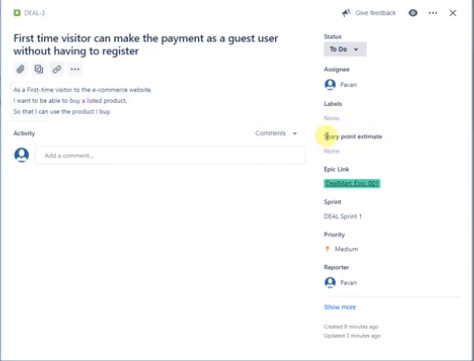 DEAL-3
Give feedback
First time visitor can make the payment as a guest user
without having to register
As a First-time visitor to the e-commerce website.
I want to be able to buy a listed product.
So that I can use the product I buy.
Activity
Comments
Add a comment...
Status
To Do
Assignee
Pavan
Labels
None
Story point estimate
None
Epic Link
DealMart_Epic_001
Sprint
DEAL Sprint 1
Priority
Medium
Reporter
Pavan
Show more
Created 8 minutes ago
Updated 3 minutes ago